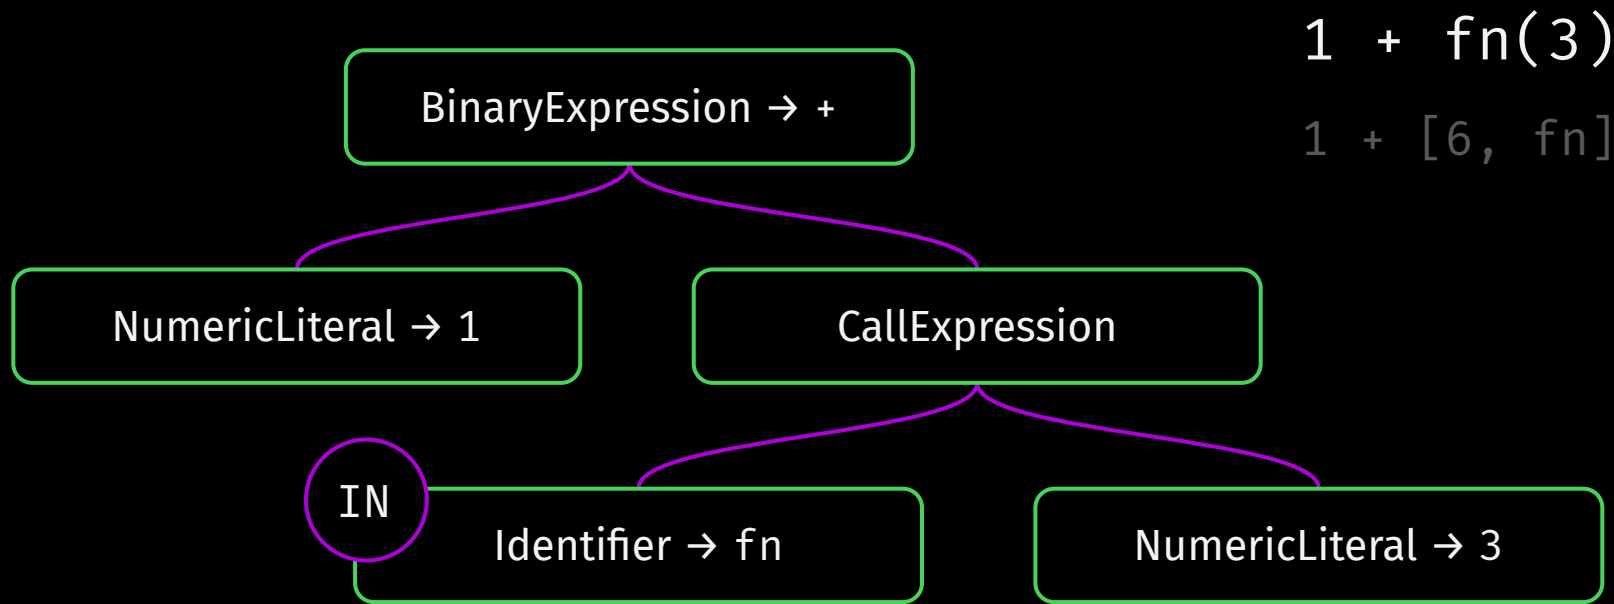 1 + fn(3)
BinaryExpression → +
1 + [6, fn]
NumericLiteral → 1
CallExpression
IN
Identifier → fn
NumericLiteral → 3